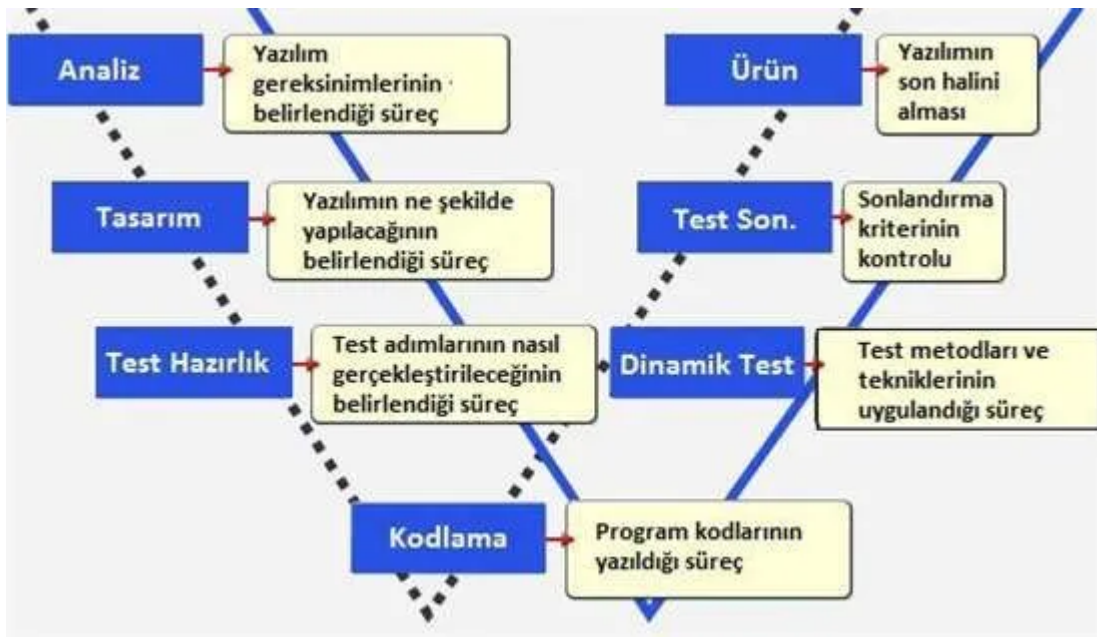 Analiz
Yazılım
gereksinimlerinin
belirlendiği süreç
Ürün
Yazılımın
son halini
alması
Tasarım
Yazılımın ne şekilde
yapılacağının
belirlendiği süreç
Test Son.
Sonlandırma
kriterinin
kontrolu
Test Hazırlık
Test adımlarının nasıl
gerçekleştirileceğinin
belirlendiği süreç
Dinamik Test
Test metodları ve
tekniklerinin
uygulandığı süreç
Kodlama
Program kodlarının
yazıldığı süreç